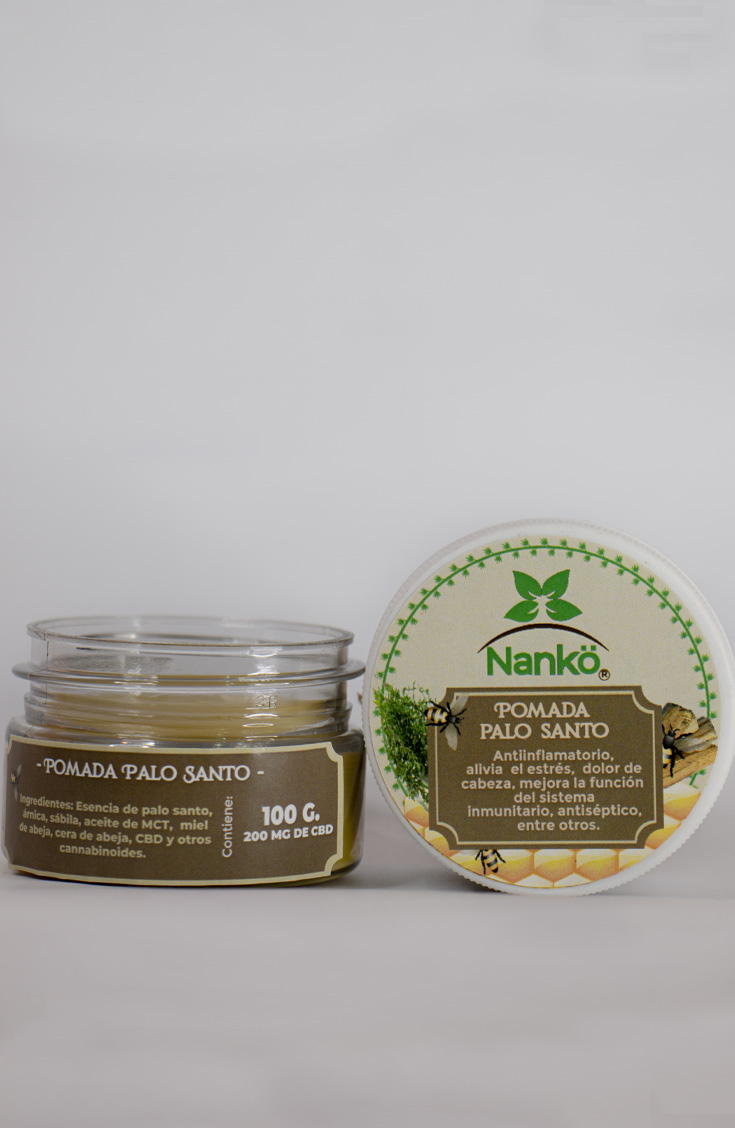 - POMADA PALO SANTO -
Ingredientes: Esencia de palo santo,
árnica, sábila, aceite de MCT, miel
de abeja, cera de abeja, CBD y otros
cannabinoides.
Contiene:
100 G.
200 MG DE CBD
Nankö®
POMADA
PALO SANTO
Antiinflamatorio,
alivia el estrés, dolor de
cabeza, mejora la función
del sistema
inmunitario, antiséptico,
entre otros.